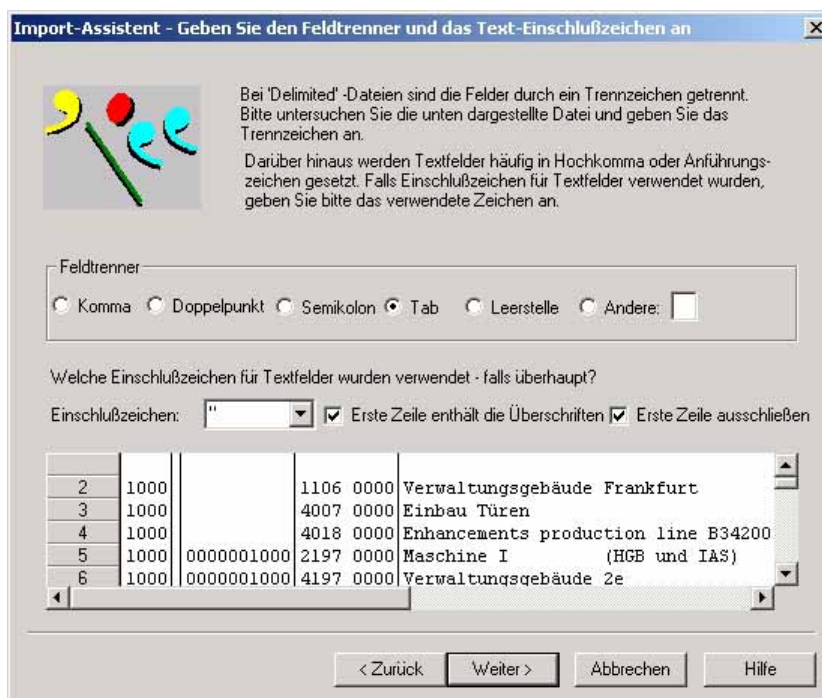 Import-Assistent - Geben Sie den Feldtrenner und das Text-Einschlußzeichen an
Bei 'Delimited' -Dateien sind die Felder durch ein Trennzeichen getrennt.
Bitte untersuchen Sie die unten dargestellte Datei und geben Sie das
Trennzeichen an.
Darüber hinaus werden Textfelder häufig in Hochkomma oder Anführungs-
zeichen gesetzt. Falls Einschlußzeichen für Textfelder verwendet wurden,
geben Sie bitte das verwendete Zeichen an.
Feldtrenner
Komma Doppelpunkt Semikolon Tab Leerstelle Andere:
Welche Einschlußzeichen für Textfelder wurden verwendet - falls überhaupt?
Einschlußzeichen: " Erste Zeile enthält die Überschriften Erste Zeile ausschließen
2 1000 1106 0000 Verwaltungsgebäude Frankfurt
3 1000 4007 0000 Einbau Türen
4 1000 4018 0000 Enhancements production line B34200
5 1000 0000001000 2197 0000 Maschine I (HGB und IAS)
6 1000 0000001000 4197 0000 Verwaltungsgebäude 2e
< Zurück Weiter > Abbrechen Hilfe